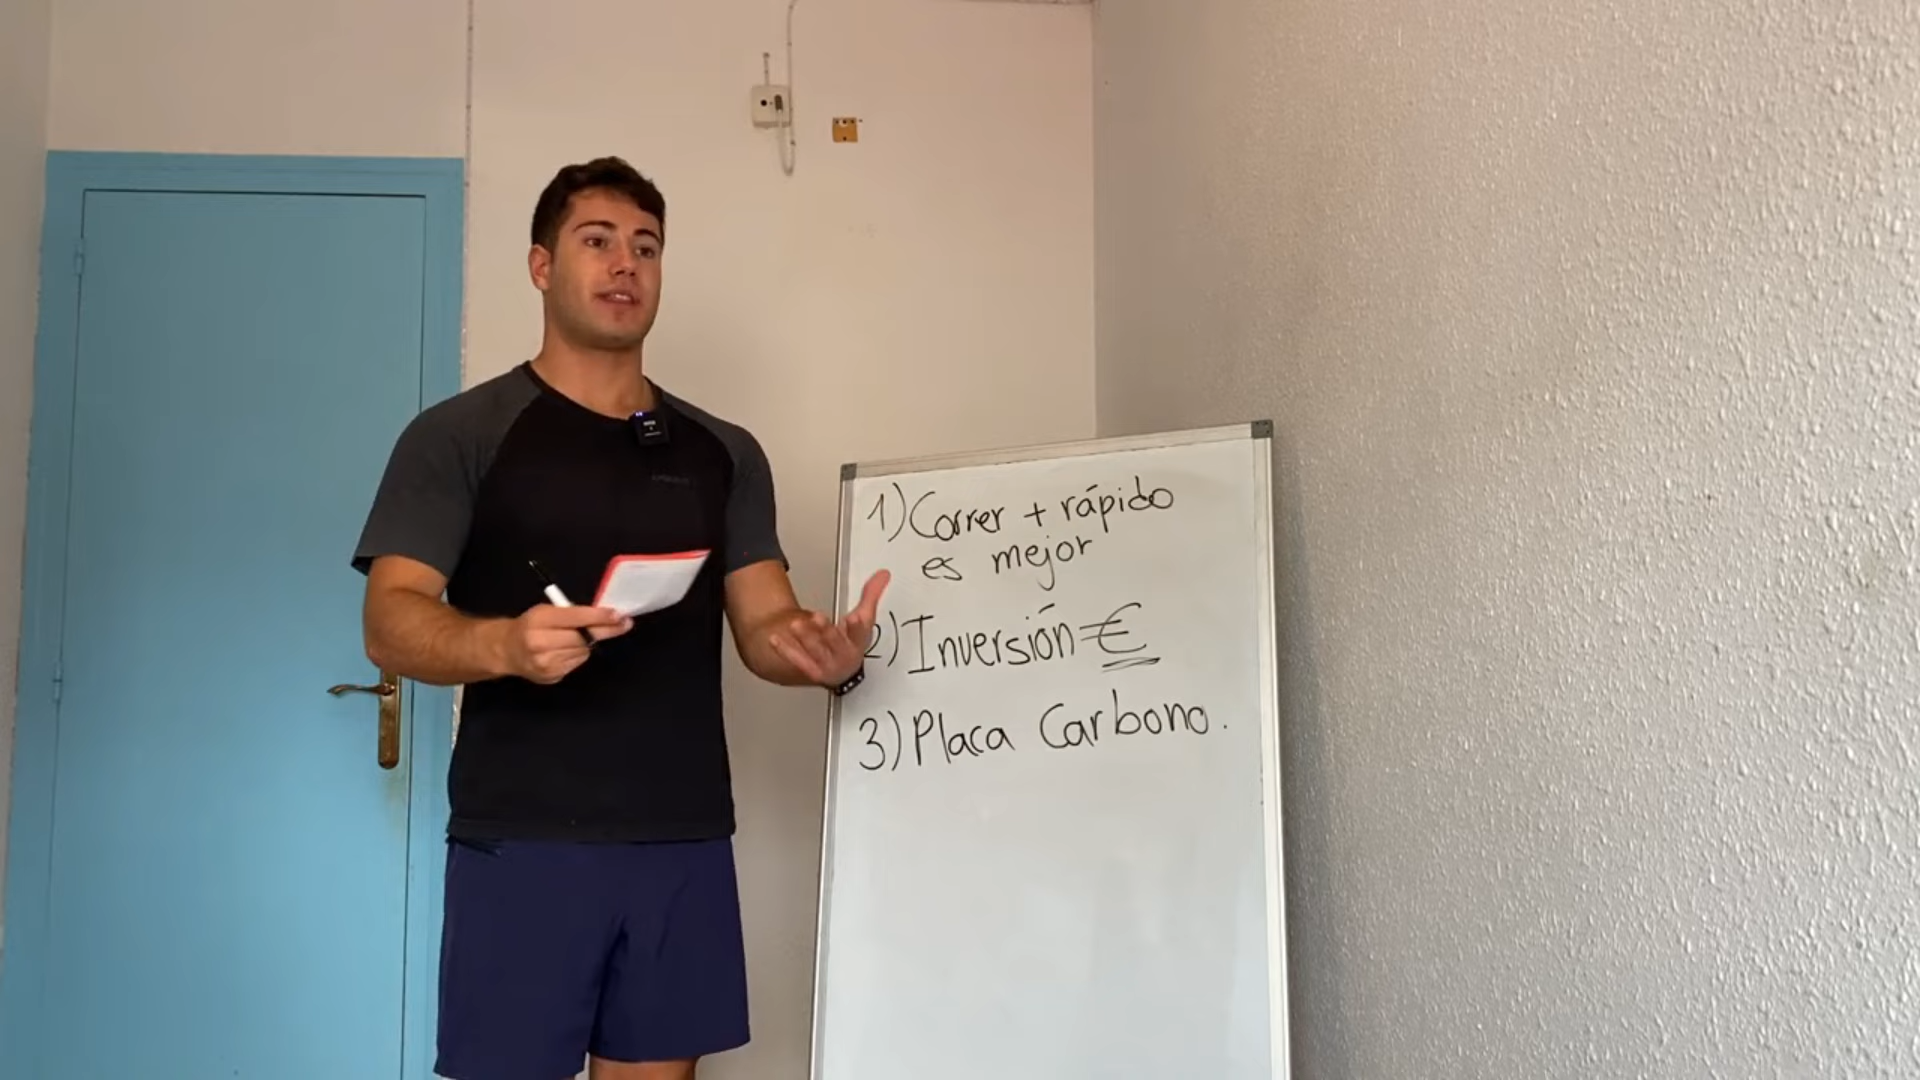 1) Correr + rápido
es mejor
2) Inversión €
3) Placa Carbono.